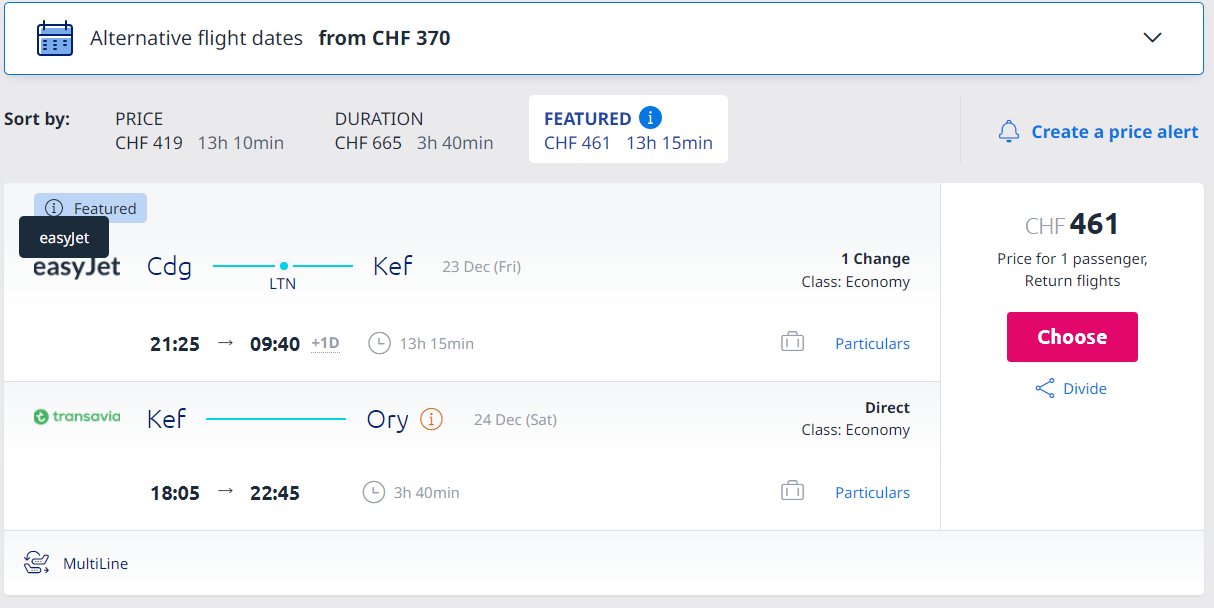 Alternative flight dates from CHF 370
Sort by:
PRICE
CHF 419 13h 10min
DURATION
CHF 665 3h 40min
FEATURED
CHF 461 13h 15min
Create a price alert
Featured
easyJet
easyJet
Cdg
LTN
Kef
23 Dec (Fri)
1 Change
Class: Economy
21:25 → 09:40 +1D 13h 15min
Particulars
transavia
Kef
Ory
24 Dec (Sat)
Direct
Class: Economy
18:05 → 22:45 3h 40min
Particulars
CHF 461
Price for 1 passenger,
Return flights
Choose
Divide
MultiLine